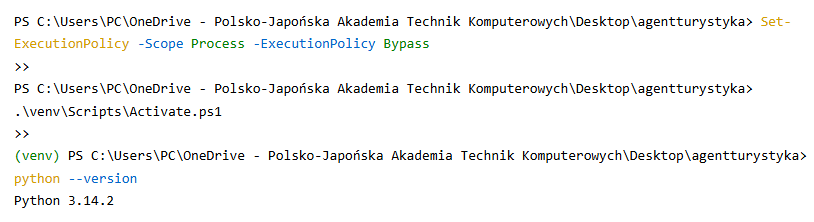 PS C:\Users\PC\OneDrive - Polsko-Japońska Akademia Technik Komputerowych\Desktop\agentturystyka> Set-
ExecutionPolicy -Scope Process -ExecutionPolicy Bypass
>>
PS C:\Users\PC\OneDrive - Polsko-Japońska Akademia Technik Komputerowych\Desktop\agentturystyka>
.\venv\Scripts\Activate.ps1
>>
(venv) PS C:\Users\PC\OneDrive - Polsko-Japońska Akademia Technik Komputerowych\Desktop\agentturystyka>
python --version
Python 3.14.2